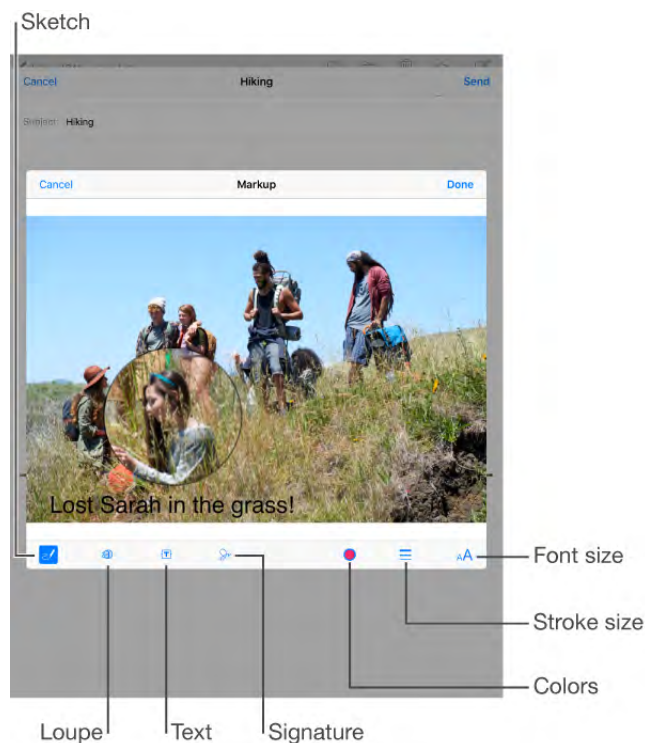 Sketch
Cancel Hiking Send
Subject: Hiking
Cancel Markup Done
Lost Sarah in the grass!
T
AA
Font size
Stroke size
Colors
Loupe Text Signature